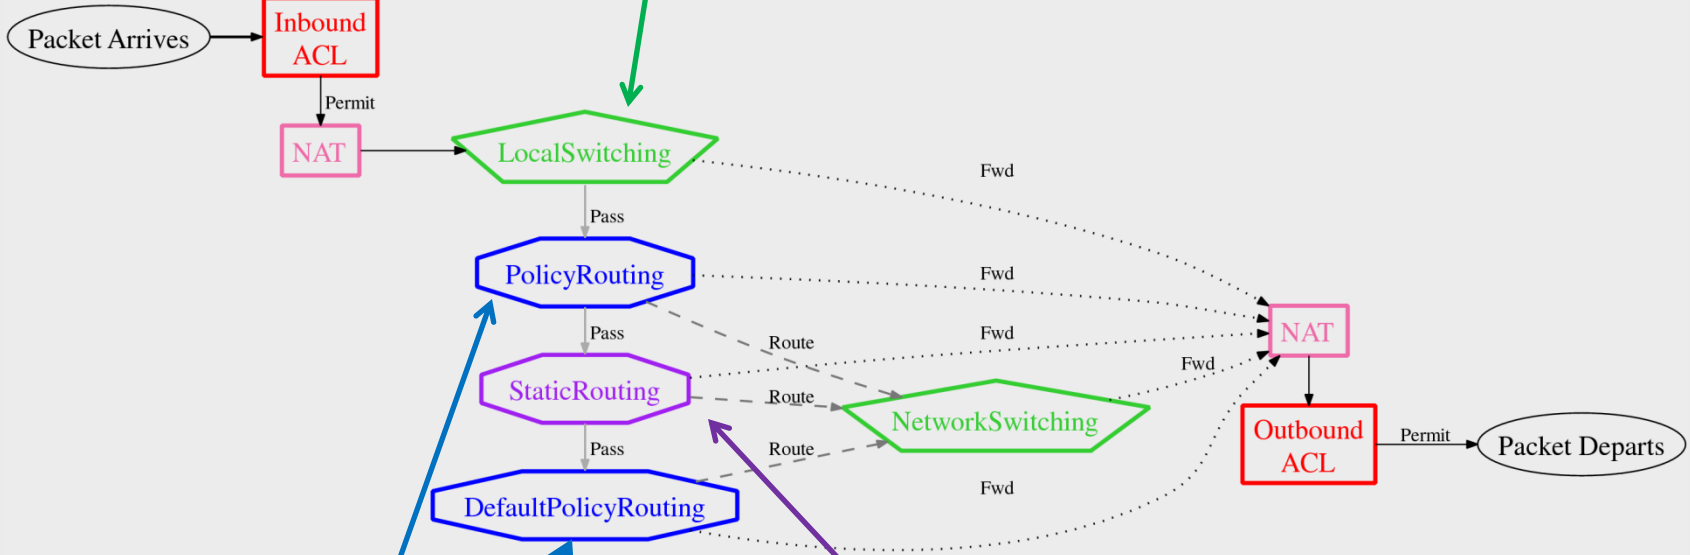 Packet Arrives
Inbound
ACL
Permit
NAT
LocalSwitching
Fwd
Pass
PolicyRouting
Fwd
Pass
Route
Fwd
NAT
StaticRouting
Route
Fwd
NetworkSwitching
Pass
Route
Outbound
ACL
Permit
Packet Departs
DefaultPolicyRouting
Fwd